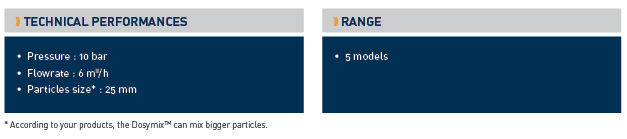 TECHNICAL PERFORMANCES
• Pressure : 10 bar
• Flowrate : 6 m³/h
• Particles size* : 25 mm
RANGE
• 5 models
* According to your products, the Dosymix™ can mix bigger particles.